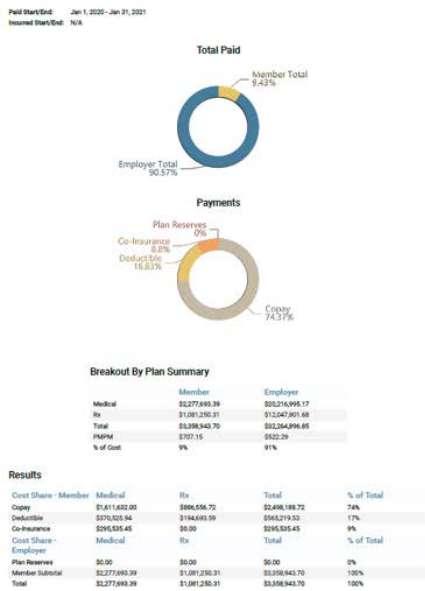 Paid Start/End: Jan 1, 2020 - Jan 31, 2021
Incurred Start/End: N/A
Total Paid
Member Total
9.43%
Employer Total
90.57%
Payments
Plan Reserves
0%
Co-Insurance
8.8%
Deductible
16.83%
Copay
74.37%
Breakout By Plan Summary
Member Employer
Medical $2,277,693.39 $20,216,995.17
Rx $1,081,250.31 $12,047,901.68
Total $3,358,943.70 $32,264,896.85
PMPM $707.15 $522.29
% of Cost 9% 91%
Results
Cost Share - Member Medical Rx Total % of Total
Copay $1,611,632.00 $886,556.72 $2,498,188.72 74%
Deductible $370,525.94 $194,693.59 $565,219.53 17%
Co-Insurance $295,535.45 $0.00 $295,535.45 9%
Cost Share - Employer Medical Rx Total % of Total
Plan Reserves $0.00 $0.00 $0.00 0%
Member Subtotal $2,277,693.39 $1,081,250.31 $3,358,943.70 100%
Total $2,277,693.39 $1,081,250.31 $3,358,943.70 100%